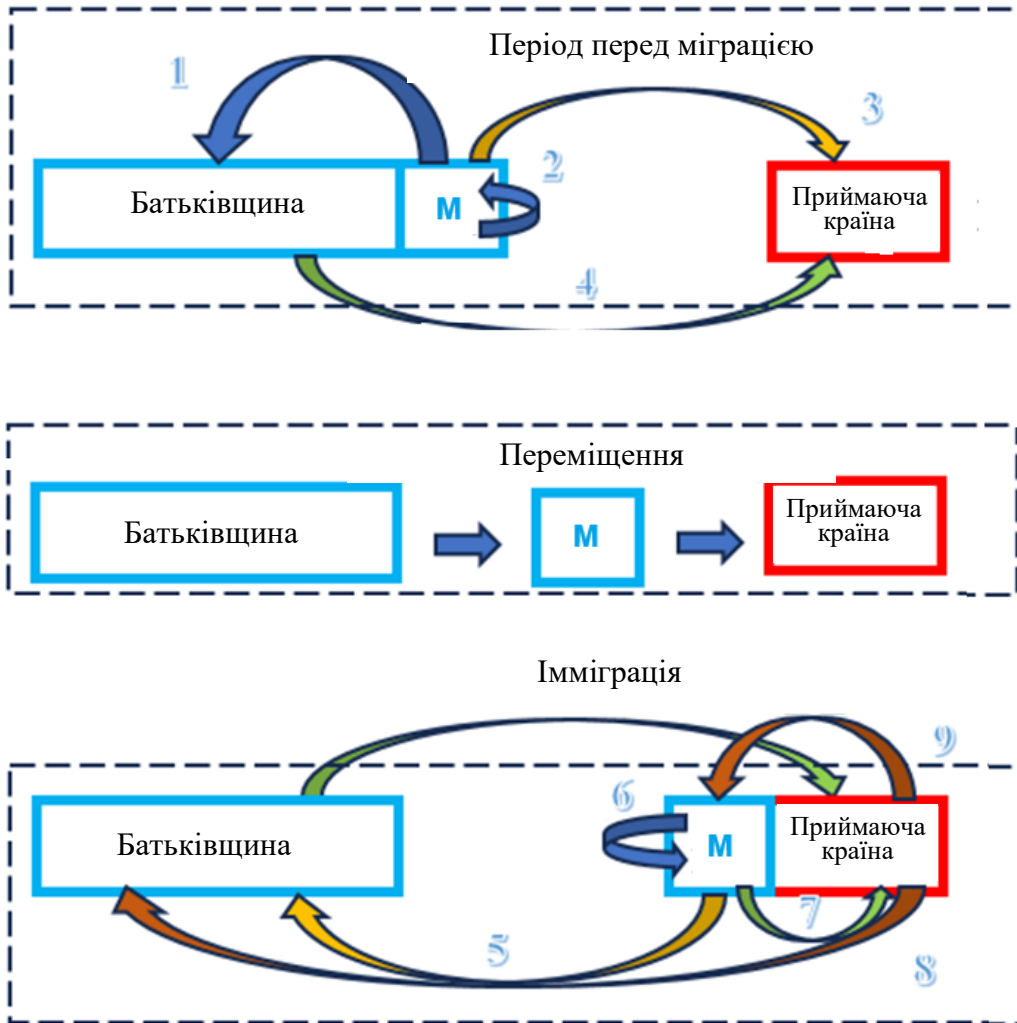 Період перед міграцією
1
3
2
Батьківщина
М
Приймаюча
країна
4
Переміщення
Батьківщина
М
Приймаюча
країна
Імміграція
9
6
Батьківщина
М
Приймаюча
країна
7
5
8